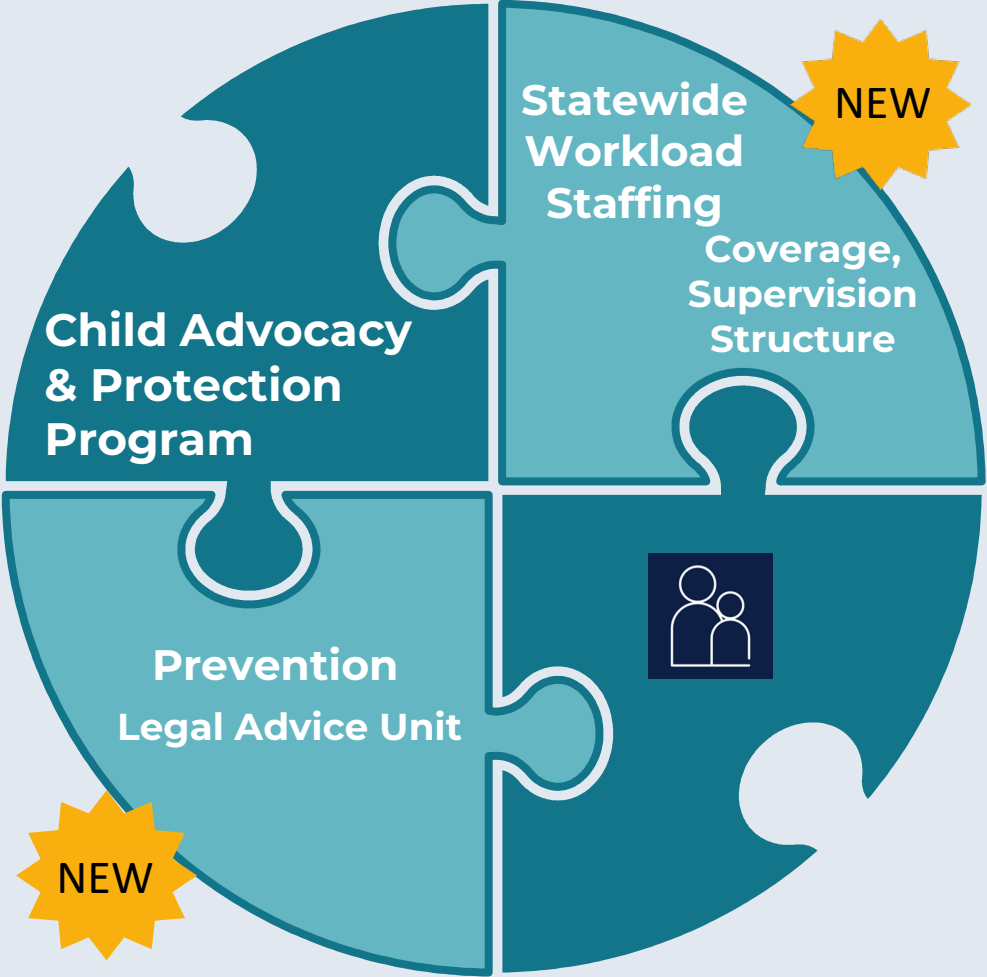 Statewide
Workload
Staffing
NEW
Coverage,
Supervision
Structure
Child Advocacy
& Protection
Program
Prevention
Legal Advice Unit
NEW